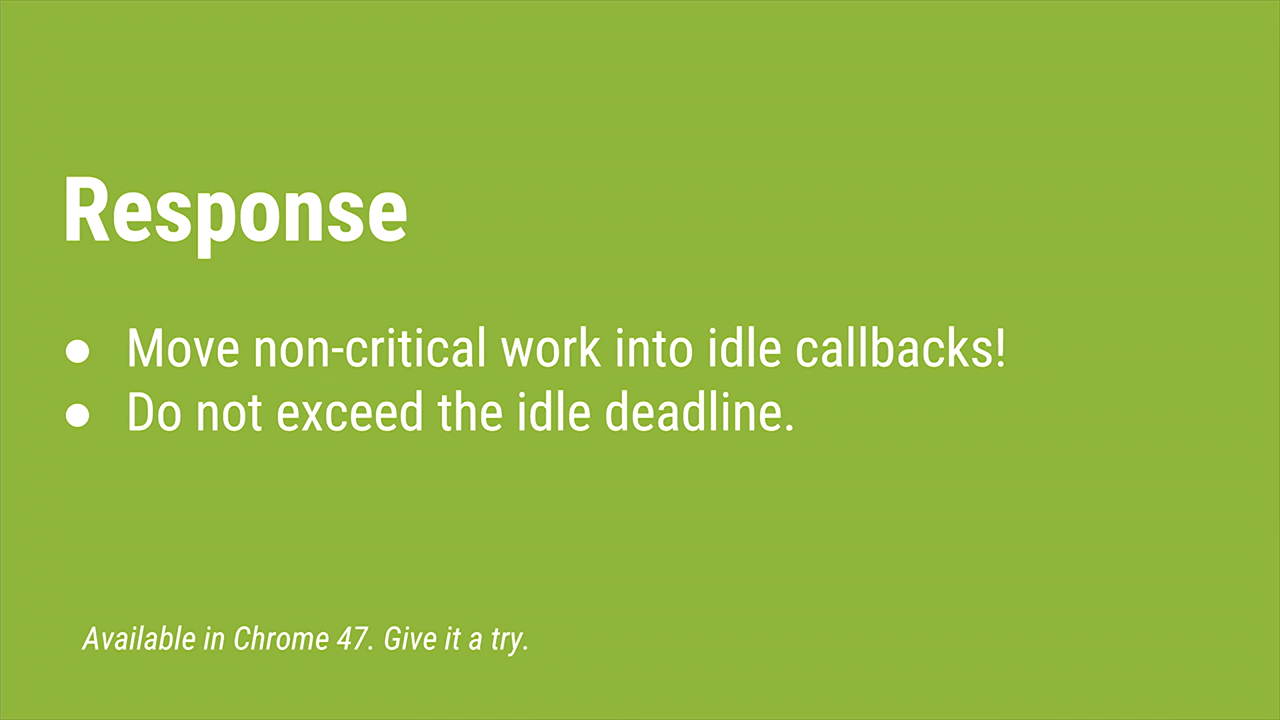 Response
● Move non-critical work into idle callbacks!
● Do not exceed the idle deadline.
Available in Chrome 47. Give it a try.